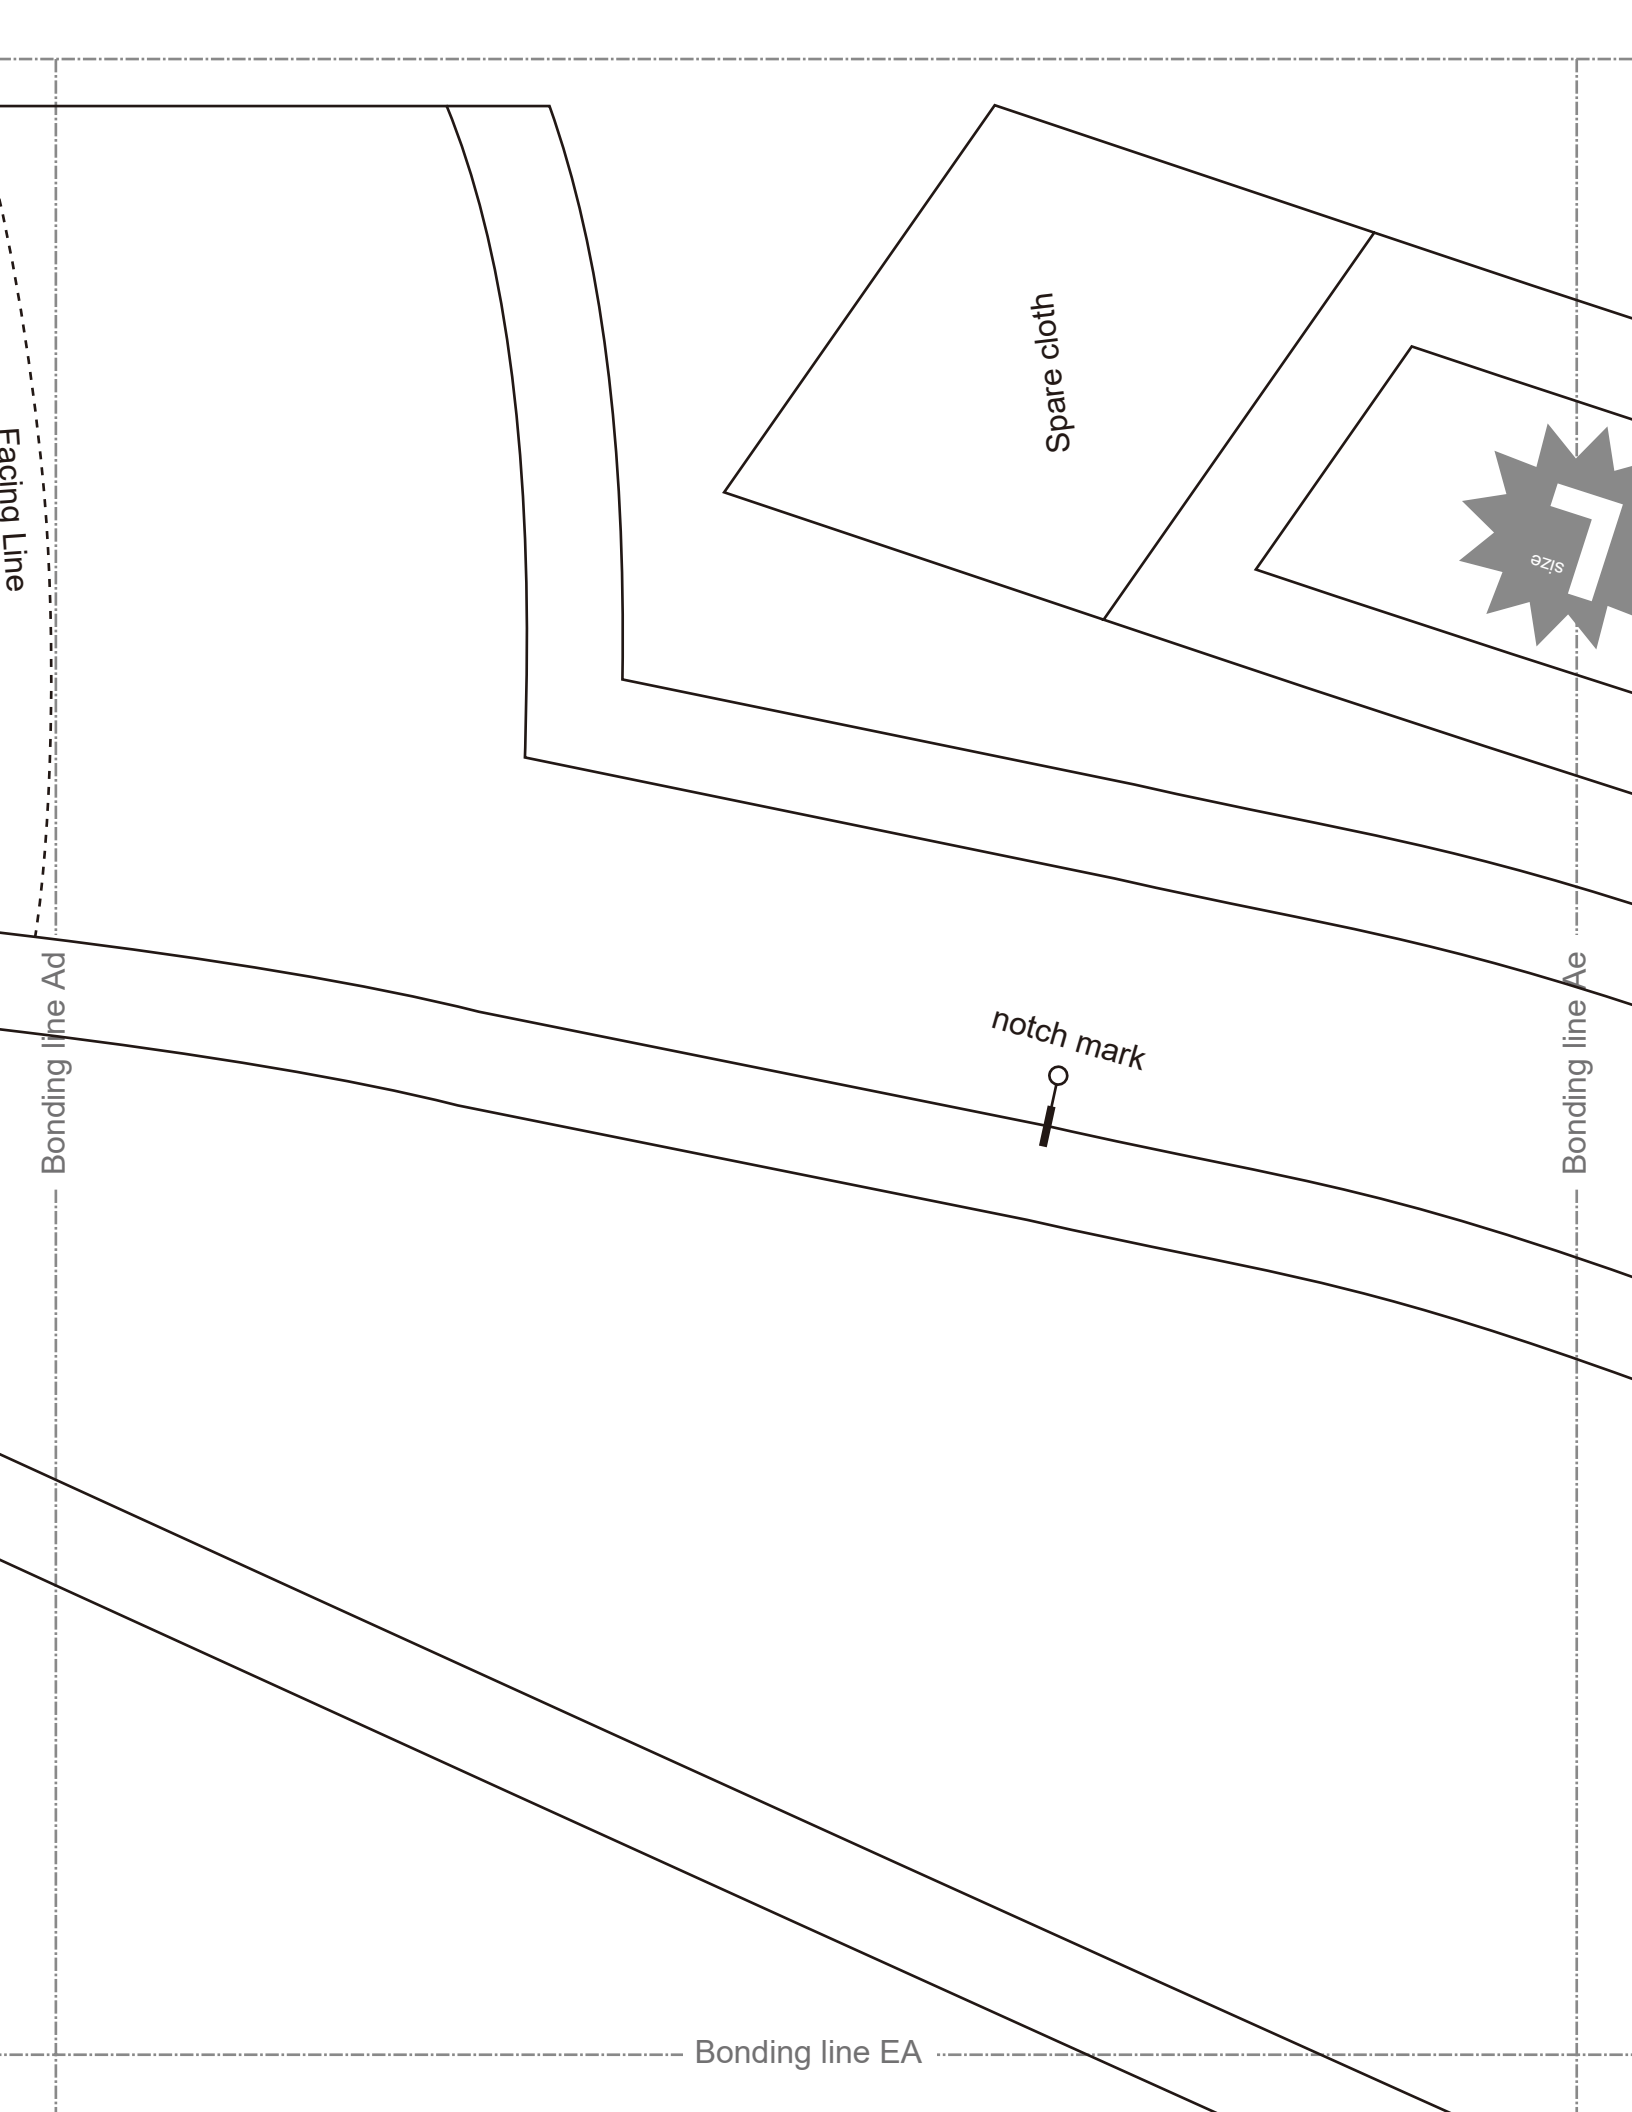 Spare cloth
Facing Line
L
size
Bonding line Ad
Bonding line Ae
notch mark
Bonding line EA